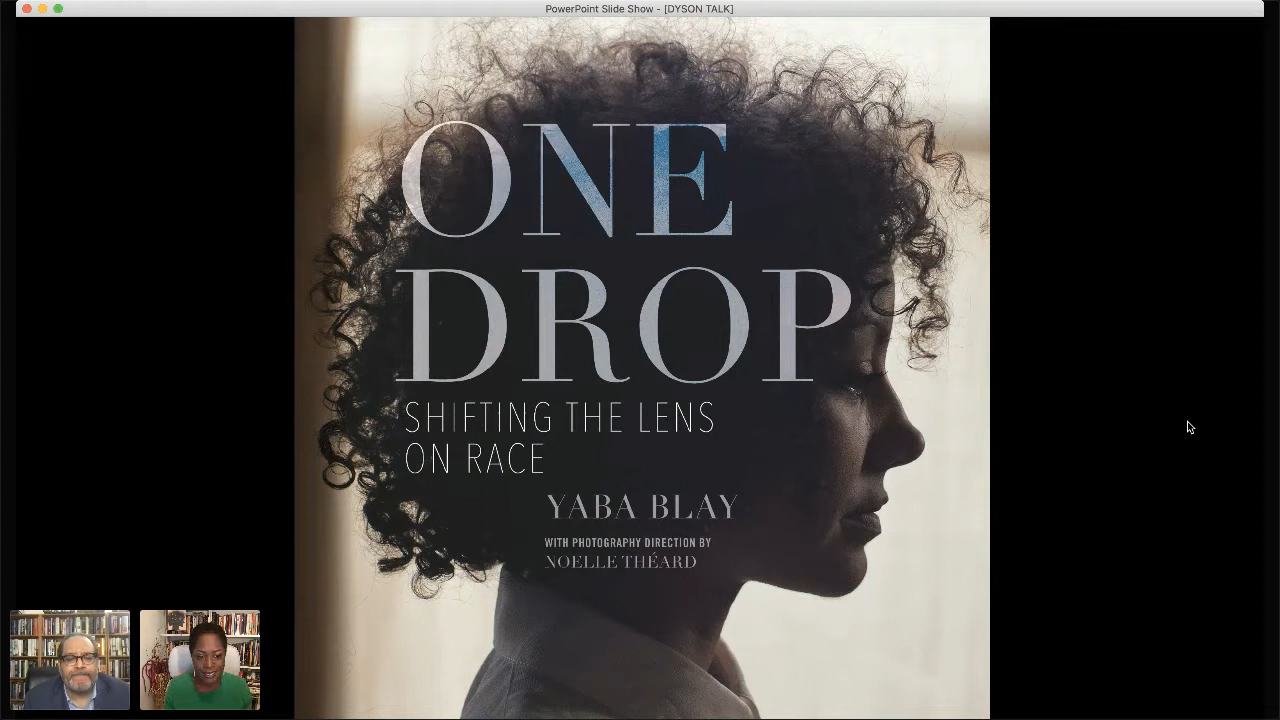 PowerPoint Slide Show - [DYSON TALK]
ONE
DROP
SHIFTING THE LENS
ON RACE
YABA BLAY
WITH PHOTOGRAPHY DIRECTION BY
NOELLE THÉARD